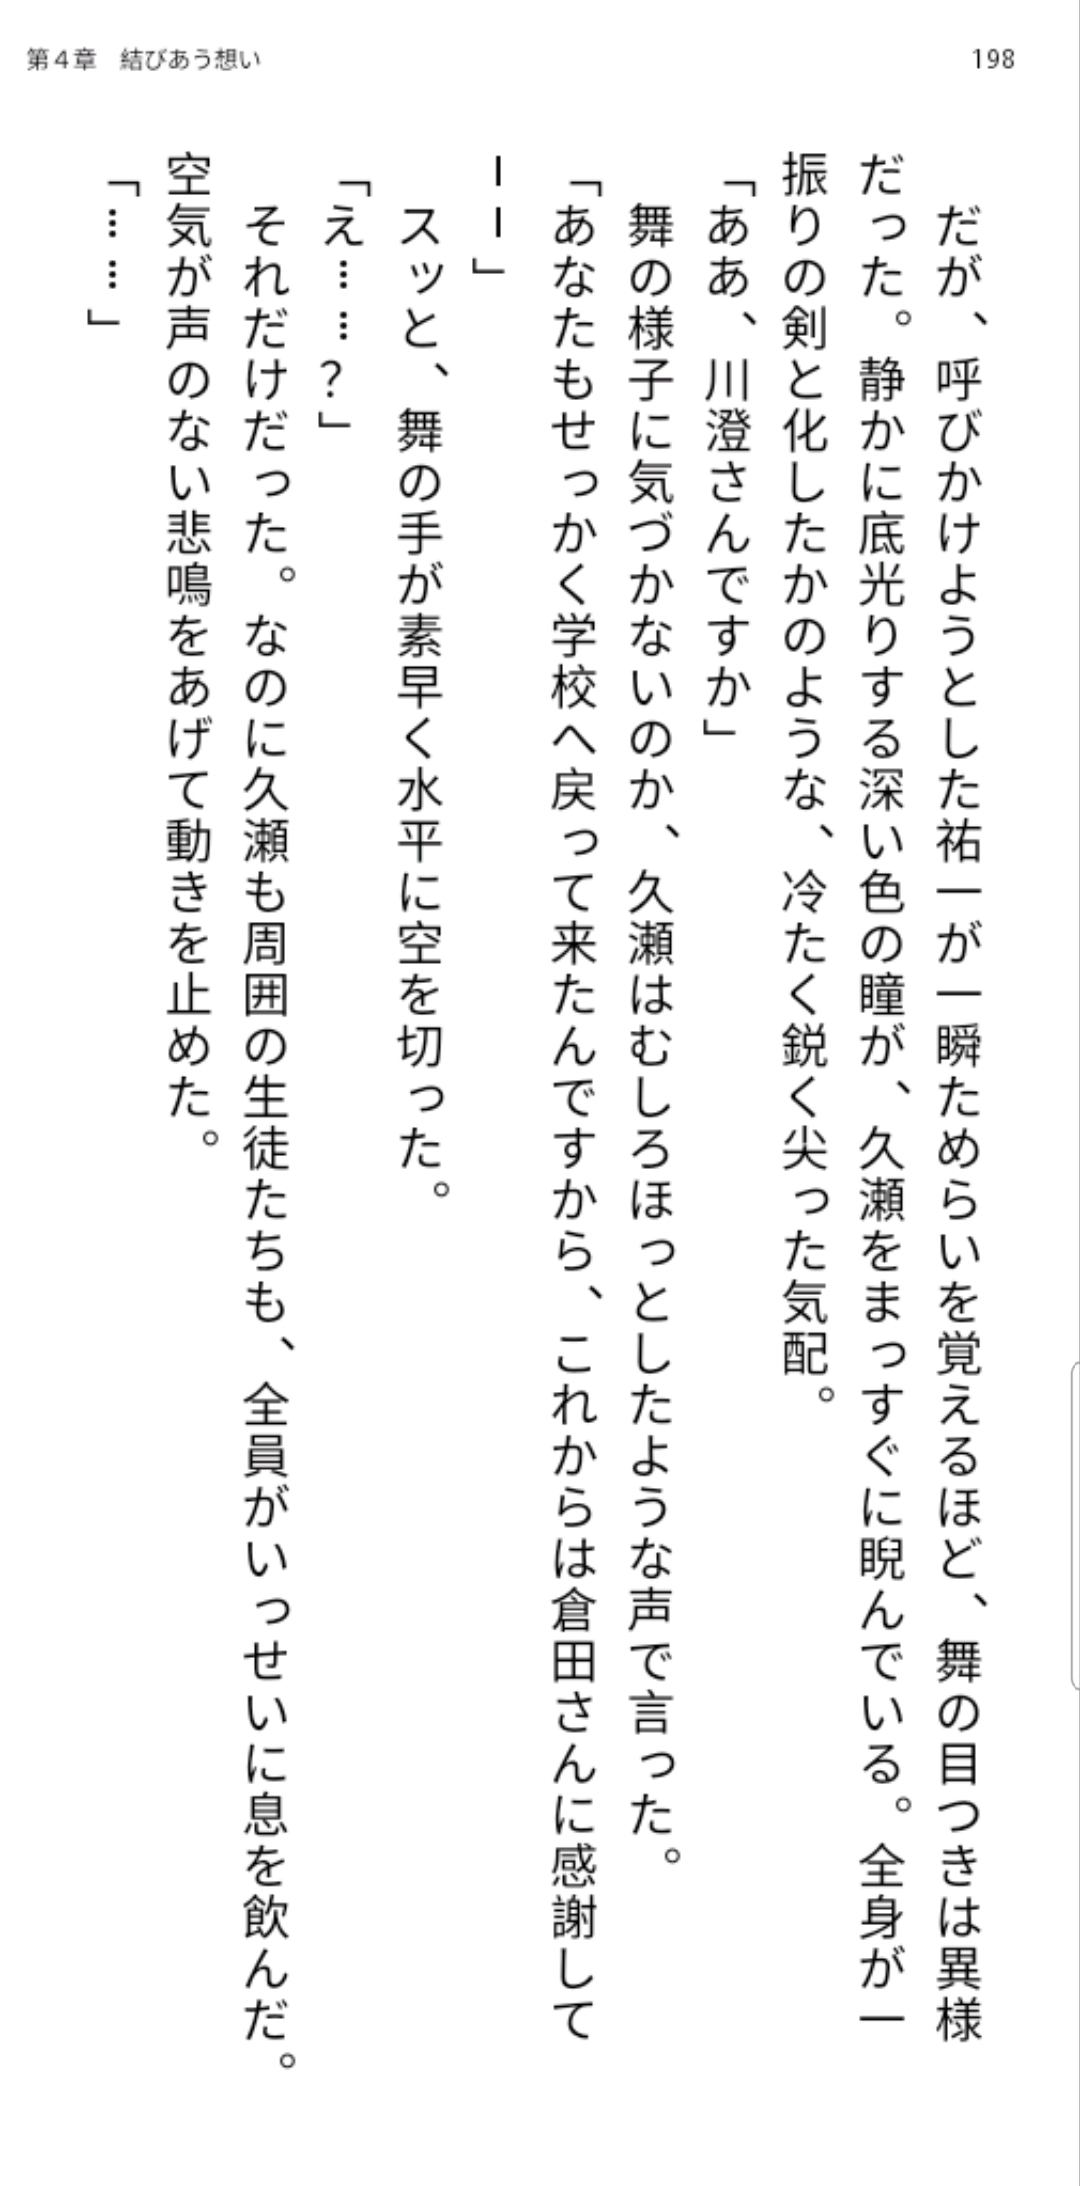 第４章　結びあう想い
198
　だが、呼びかけようとした祐一が一瞬ためらいを覚えるほど、舞の目つきは異様
だった。静かに底光りする深い色の瞳が、久瀬をまっすぐに睨んでいる。全身が一
振りの剣と化したかのような、冷たく鋭く尖った気配。
「ああ、川澄さんですか」
　舞の様子に気づかないのか、久瀬はむしろほっとしたような声で言った。
「あなたもせっかく学校へ戻って来たんですから、これからは倉田さんに感謝して
――」
　スッと、舞の手が素早く水平に空を切った。
「え……？」
　それだけだった。なのに久瀬も周囲の生徒たちも、全員がいっせいに息を飲んだ。
空気が声のない悲鳴をあげて動きを止めた。
「……」